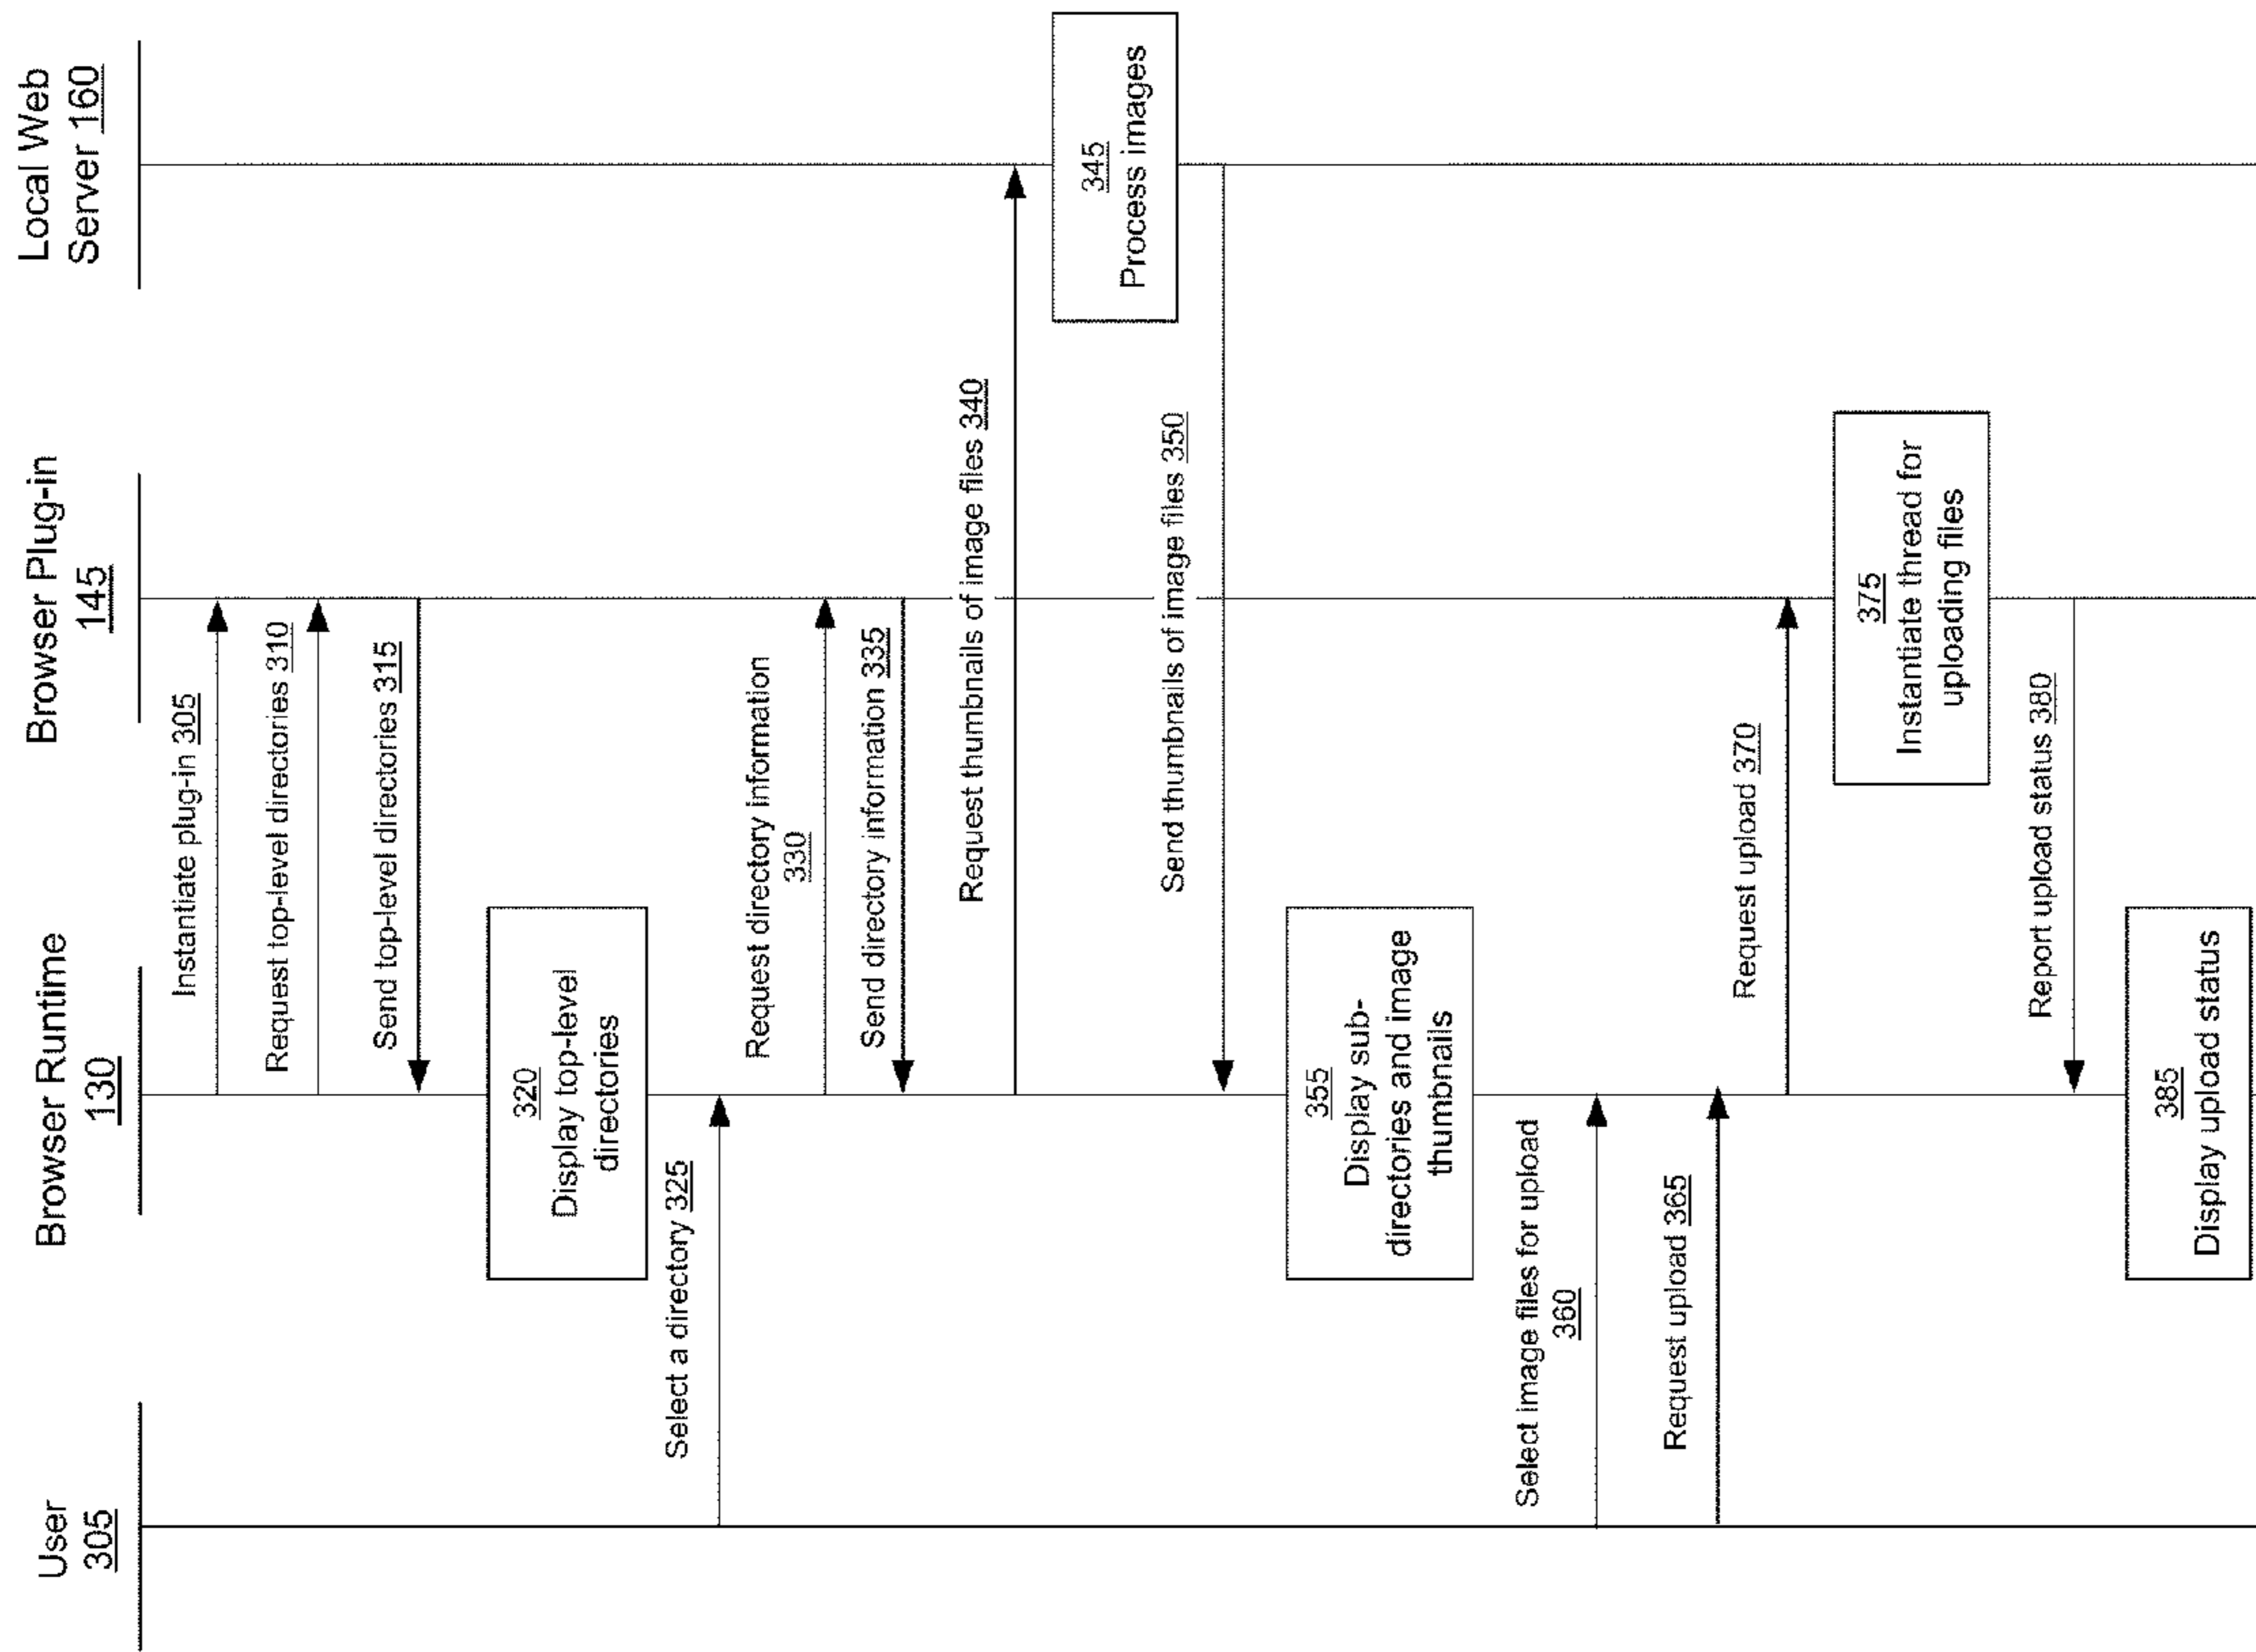 User
305
Browser Runtime
130
Browser Plug-in
145
Local Web
Server 160
Instantiate plug-in 305
Request top-level directories 310
Send top-level directories 315
320
Display top-level
directories
Select a directory 325
Request directory information
330
Send directory information 335
Request thumbnails of image files 340
345
Process images
Send thumbnails of image files 350
355
Display sub-
directories and image
thumbnails
Select image files for upload
360
Request upload 365
Request upload 370
375
Instantiate thread for
uploading files
Report upload status 380
385
Display upload status